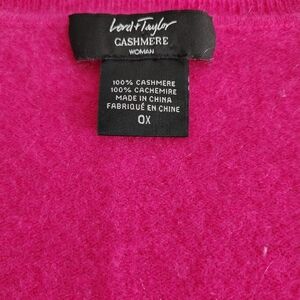 Lord & Taylor
CASHMERE
WOMAN
100% CASHMERE
100% CACHEMIRE
MADE IN CHINA
FABRIQUÉ EN CHINE
0X